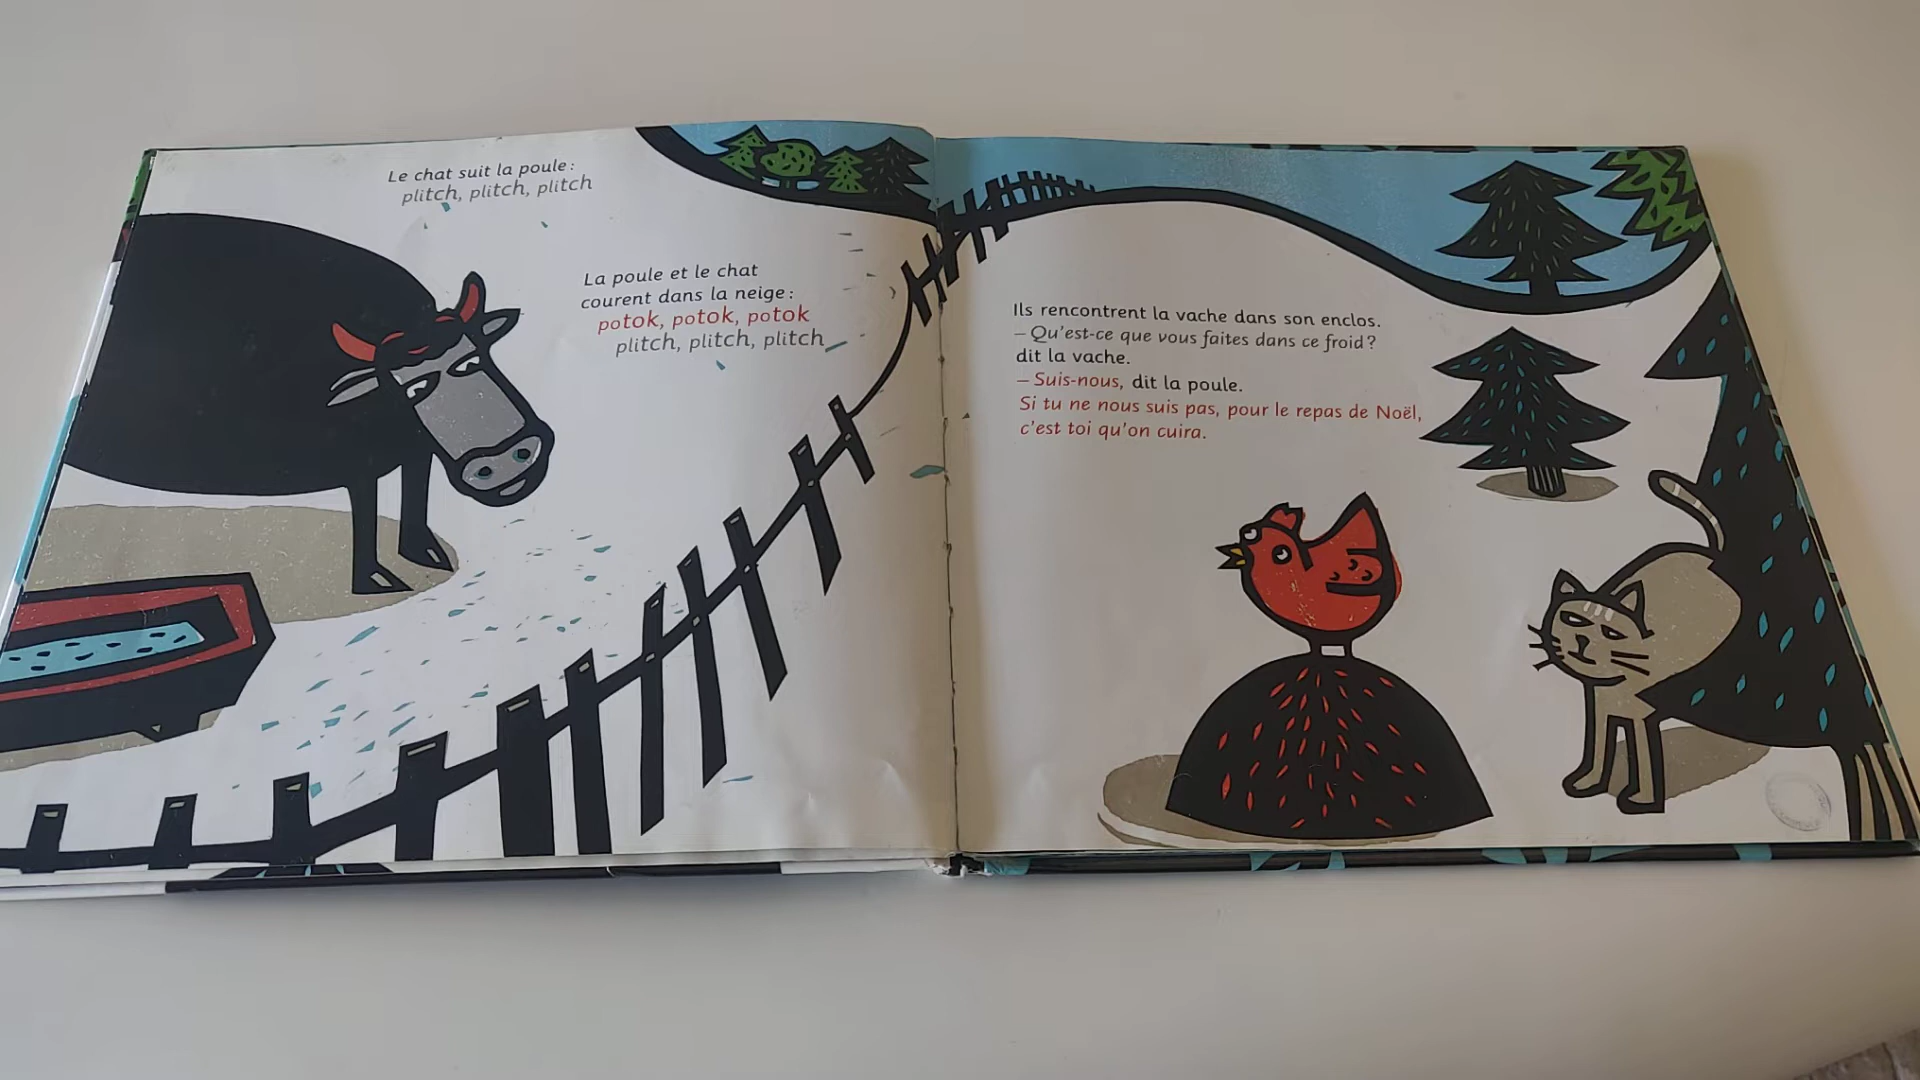 Le chat suit la poule :
plitch, plitch, plitch
La poule et le chat
courent dans la neige :
potok, potok, potok
plitch, plitch, plitch
Ils rencontrent la vache dans son enclos.
– Qu'est-ce que vous faites dans ce froid ?
dit la vache.
– Suis-nous, dit la poule.
Si tu ne nous suis pas, pour le repas de Noël,
c'est toi qu'on cuira.